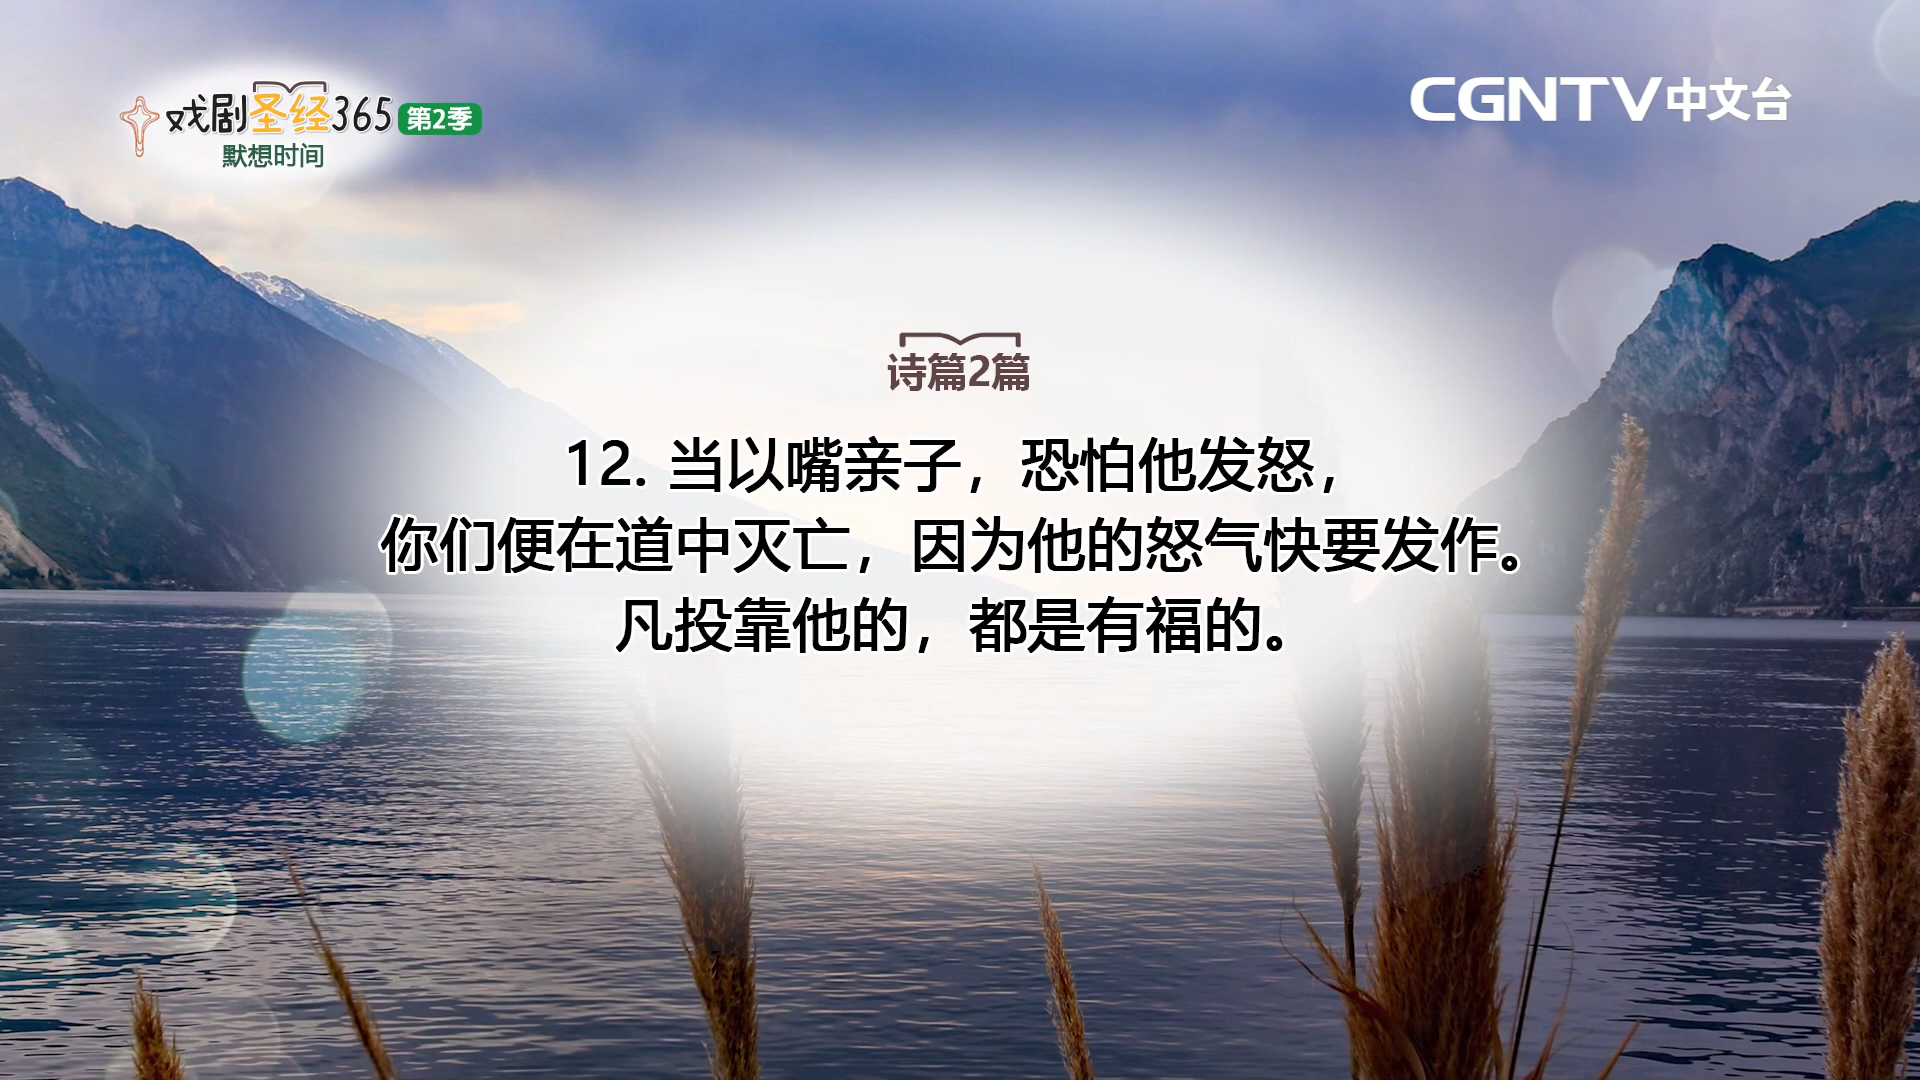 戏剧圣经365 第2季
默想时间
CGNTV中文台
诗篇2篇
12. 当以嘴亲子，恐怕他发怒，
你们便在道中灭亡，因为他的怒气快要发作。
凡投靠他的，都是有福的。